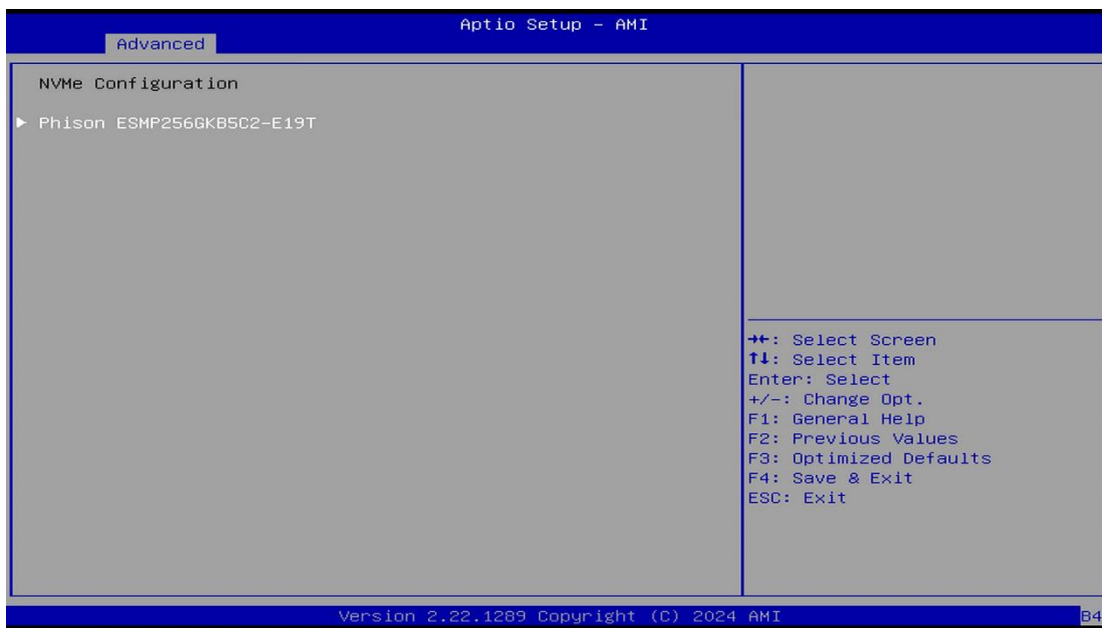 Aptio Setup – AMI
Advanced
NVMe Configuration
▶ Phison ESMP256GKB5C2-E19T
→←: Select Screen
↑↓: Select Item
Enter: Select
+/-: Change Opt.
F1: General Help
F2: Previous Values
F3: Optimized Defaults
F4: Save & Exit
ESC: Exit
Version 2.22.1289 Copyright (C) 2024 AMI
B4